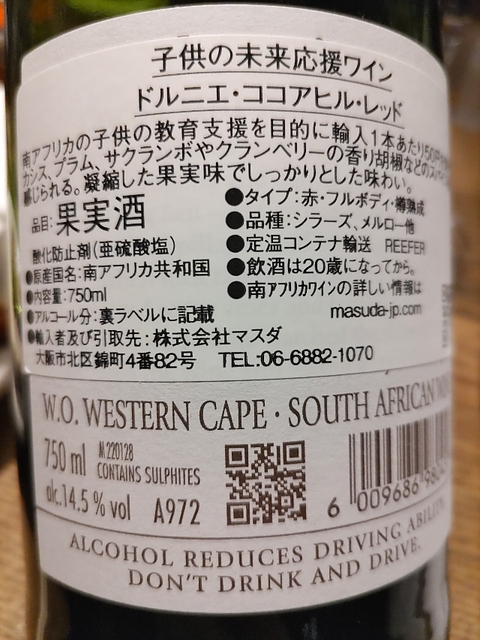 子供の未来応援ワイン
ドルニエ・ココアヒル・レッド
南アフリカの子供の教育支援を目的に輸入1本あたり50円
カシス、プラム、サクランボやクランベリーの香り胡椒などのスパイ
感じられる。凝縮した果実味でしっかりとした味わい。
品目:果実酒
酸化防止剤(亜硫酸塩)
●原産国名:南アフリカ共和国
●内容量:750ml
●アルコール分:裏ラベルに記載
●輸入者及び引取先:株式会社マスダ
大阪市北区錦町4番82号 TEL:06-6882-1070
●タイプ:赤・フルボディ・樽熟成
●品種:シラーズ、メルロー他
●定温コンテナ輸送 REEFER
●飲酒は20歳になってから。
●南アフリカワインの詳しい情報は
masuda-jp.com
W.O. WESTERN CAPE · SOUTH AFRICAN
750 ml
M220128
CONTAINS SULPHITES
alc.14.5 % vol A972
6 009686 980
ALCOHOL REDUCES DRIVING ABILITY
DON'T DRINK AND DRIVE.